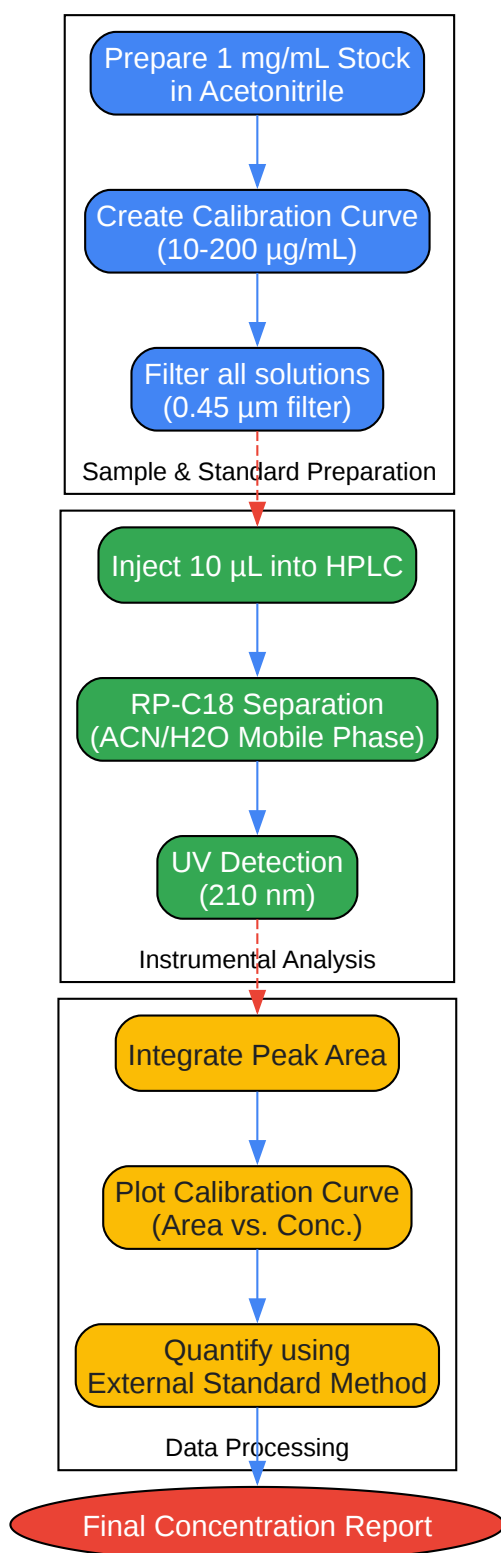 Prepare 1 mg/mL Stock
in Acetonitrile
Create Calibration Curve
(10-200 µg/mL)
Filter all solutions
(0.45 µm filter)
Sample & Standard Preparation
Inject 10 µL into HPLC
RP-C18 Separation
(ACN/H2O Mobile Phase)
UV Detection
(210 nm)
Instrumental Analysis
Integrate Peak Area
Plot Calibration Curve
(Area vs. Conc.)
Quantify using
External Standard Method
Data Processing
Final Concentration Report